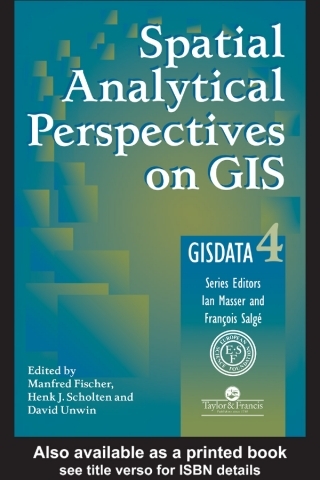 Spatial
Analytical
Perspectives
on GIS
GISDATA 4
Series Editors
Ian Masser and
François Salgé
Edited by
Manfred Fischer,
Henk J. Scholten and
David Unwin
Taylor & Francis
Also available as a printed book
see title verso for ISBN details